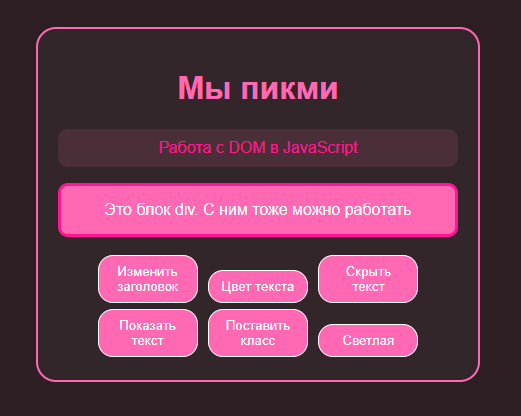 Мы пикми
Работа с DOM в JavaScript
Это блок div. С ним тоже можно работать
Изменить
заголовок
Цвет текста
Скрыть
текст
Показать
текст
Поставить
класс
Светлая